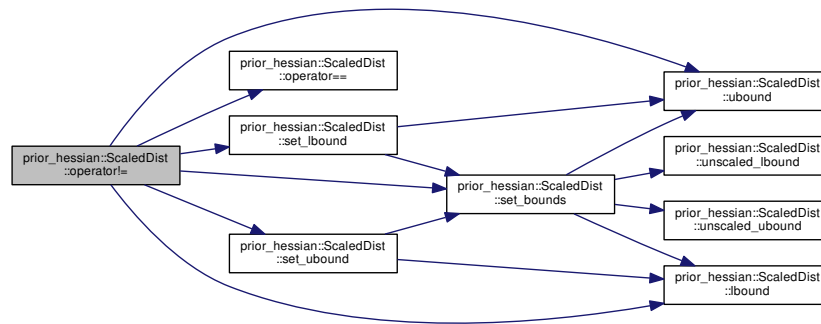 prior_hessian::ScaledDist
::operator!=
prior_hessian::ScaledDist
::operator==
prior_hessian::ScaledDist
::set_lbound
prior_hessian::ScaledDist
::set_ubound
prior_hessian::ScaledDist
::set_bounds
prior_hessian::ScaledDist
::ubound
prior_hessian::ScaledDist
::unscaled_lbound
prior_hessian::ScaledDist
::unscaled_ubound
prior_hessian::ScaledDist
::lbound